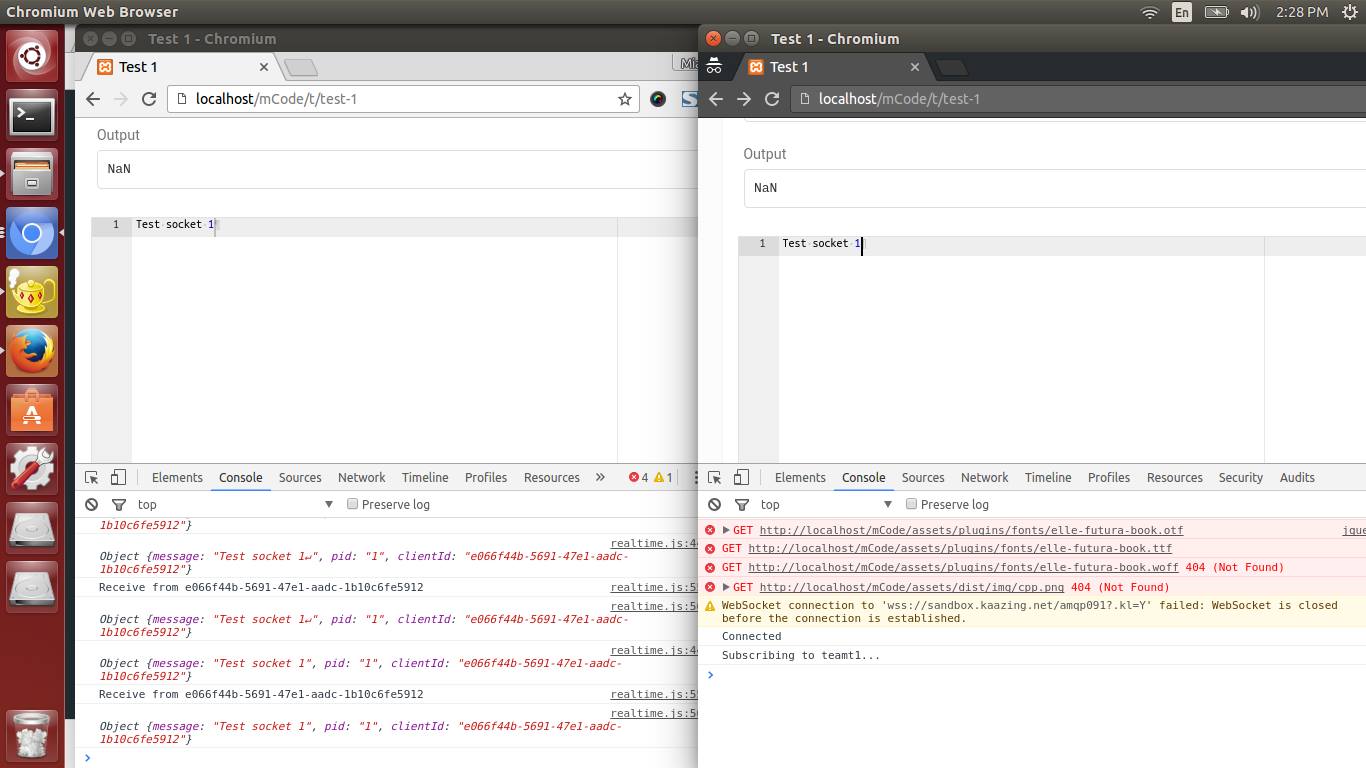 Chromium Web Browser
En
2:28 PM
Test 1 - Chromium
Test 1
localhost/mCode/t/test-1
Output
NaN
1 Test socket 1
Elements Console Sources Network Timeline Profiles Resources » 4 1
top Preserve log
1b10c6fe5912"}
realtime.js:4
Object {message: "Test socket 1↵", pid: "1", clientId: "e066f44b-5691-47e1-aadc-
1b10c6fe5912"}
Receive from e066f44b-5691-47e1-aadc-1b10c6fe5912 realtime.js:5
realtime.js:5
Object {message: "Test socket 1↵", pid: "1", clientId: "e066f44b-5691-47e1-aadc-
1b10c6fe5912"}
realtime.js:4
Object {message: "Test socket 1", pid: "1", clientId: "e066f44b-5691-47e1-aadc-
1b10c6fe5912"}
Receive from e066f44b-5691-47e1-aadc-1b10c6fe5912 realtime.js:5
realtime.js:5
Object {message: "Test socket 1", pid: "1", clientId: "e066f44b-5691-47e1-aadc-
1b10c6fe5912"}
Test 1 - Chromium
Test 1
localhost/mCode/t/test-1
Output
NaN
1 Test socket 1
Elements Console Sources Network Timeline Profiles Resources Security Audits
top Preserve log
GET http://localhost/mCode/assets/plugins/fonts/elle-futura-book.otf jque
GET http://localhost/mCode/assets/plugins/fonts/elle-futura-book.ttf
GET http://localhost/mCode/assets/plugins/fonts/elle-futura-book.woff 404 (Not Found)
GET http://localhost/mCode/assets/dist/img/cpp.png 404 (Not Found)
WebSocket connection to 'wss://sandbox.kaazing.net/amqp091?.kl=Y' failed: WebSocket is closed
before the connection is established.
Connected
Subscribing to teamt1...